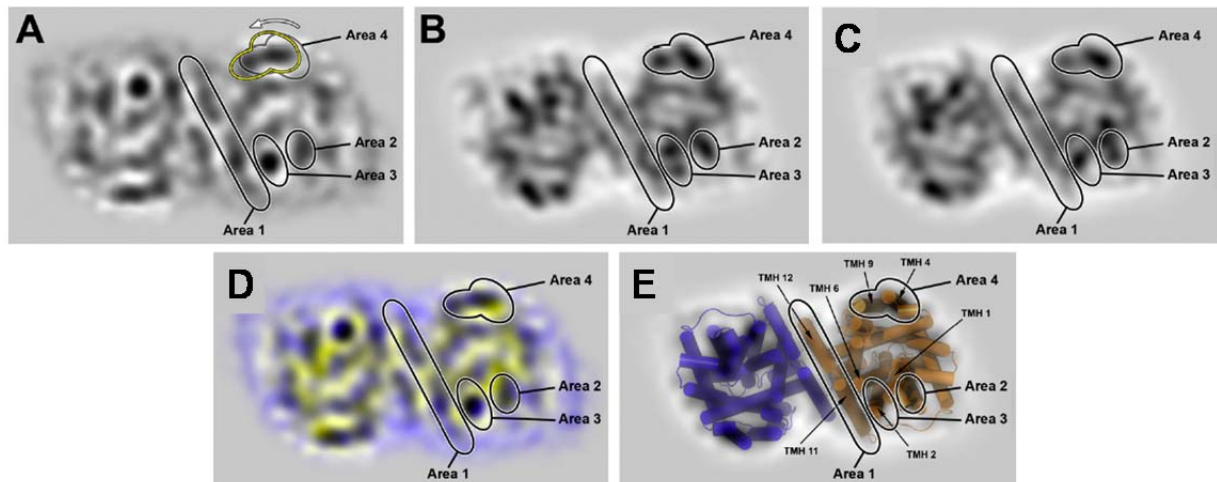 A
Area 4
Area 2
Area 3
Area 1
B
Area 4
Area 2
Area 3
Area 1
C
Area 4
Area 2
Area 3
Area 1
D
Area 4
Area 2
Area 3
Area 1
E
TMH 12
TMH 9
TMH 4
TMH 6
Area 4
TMH 1
Area 2
Area 3
TMH 11
TMH 2
Area 1